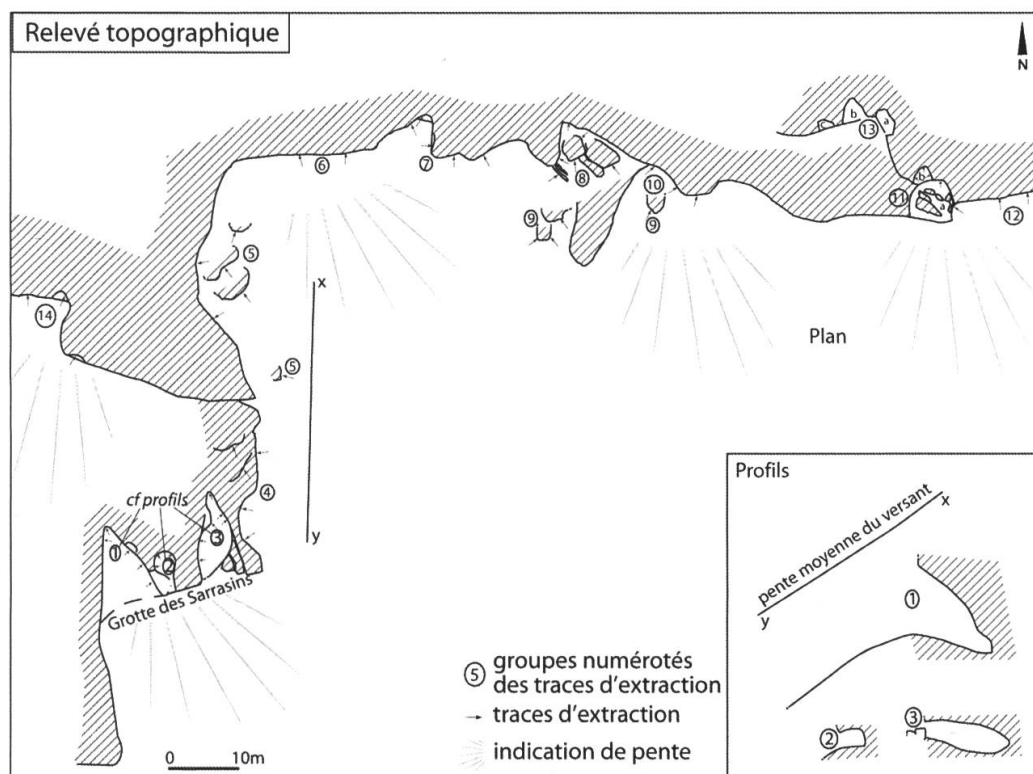 Relevé topographique
N
b
a
13
6
7
8
10
b
11
a
12
9
9
5
x
14
Plan
5
Profils
x
pente moyenne du versant
y
cf profils
4
1
2
3
y
Grotte des Sarrasins
1
5 groupes numérotés
des traces d'extraction
traces d'extraction
indication de pente
0 10m
2
3